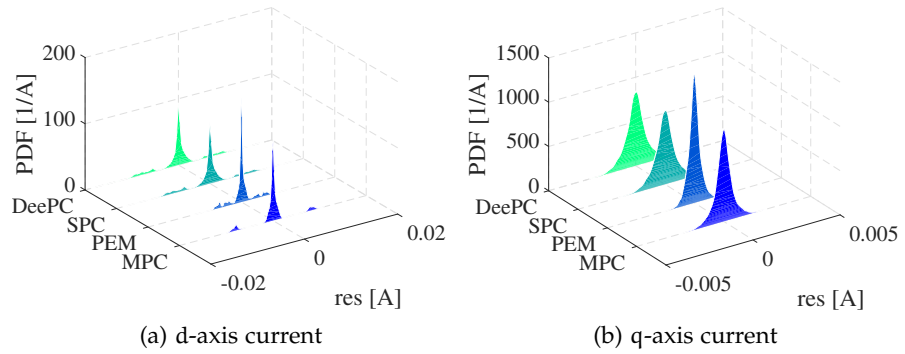 200
100
0
PDF [1/A]
DeePC
SPC
PEM
MPC
-0.02
0
0.02
res [A]
(a) d-axis current
1500
1000
500
0
PDF [1/A]
DeePC
SPC
PEM
MPC
-0.005
0
0.005
res [A]
(b) q-axis current